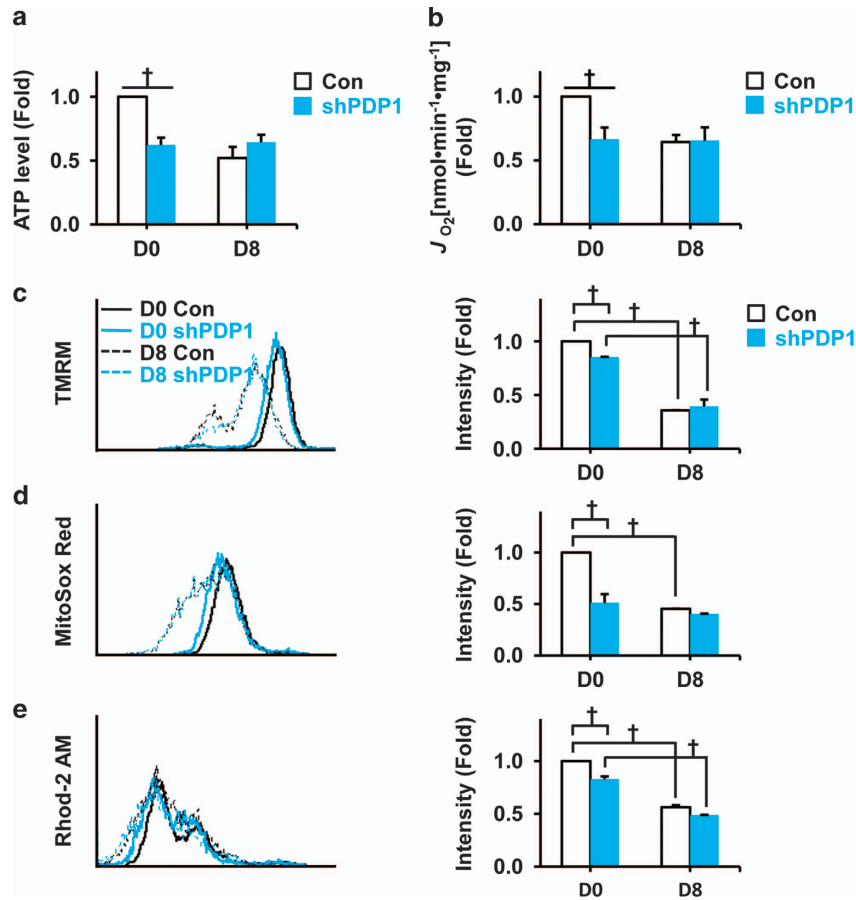 a
ATP level (Fold)
1.0
0.5
0.0
†
D0
D8
Con
shPDP1
b
J O2[nmol•min-1•mg-1]
(Fold)
1.0
0.5
0.0
†
D0
D8
Con
shPDP1
c
TMRM
D0 Con
D0 shPDP1
D8 Con
D8 shPDP1
Intensity (Fold)
1.0
0.5
0.0
†
†
†
D0
D8
Con
shPDP1
d
MitoSox Red
Intensity (Fold)
1.0
0.5
0.0
†
†
D0
D8
e
Rhod-2 AM
Intensity (Fold)
1.0
0.5
0.0
†
†
†
D0
D8